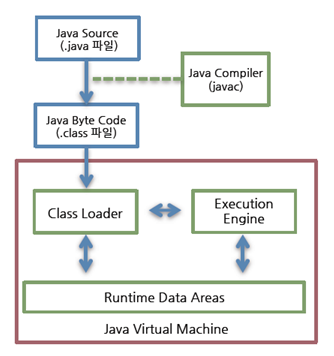 Java Source
(.java 파일)
Java Compiler
(javac)
Java Byte Code
(.class 파일)
Class Loader
Execution
Engine
Runtime Data Areas
Java Virtual Machine